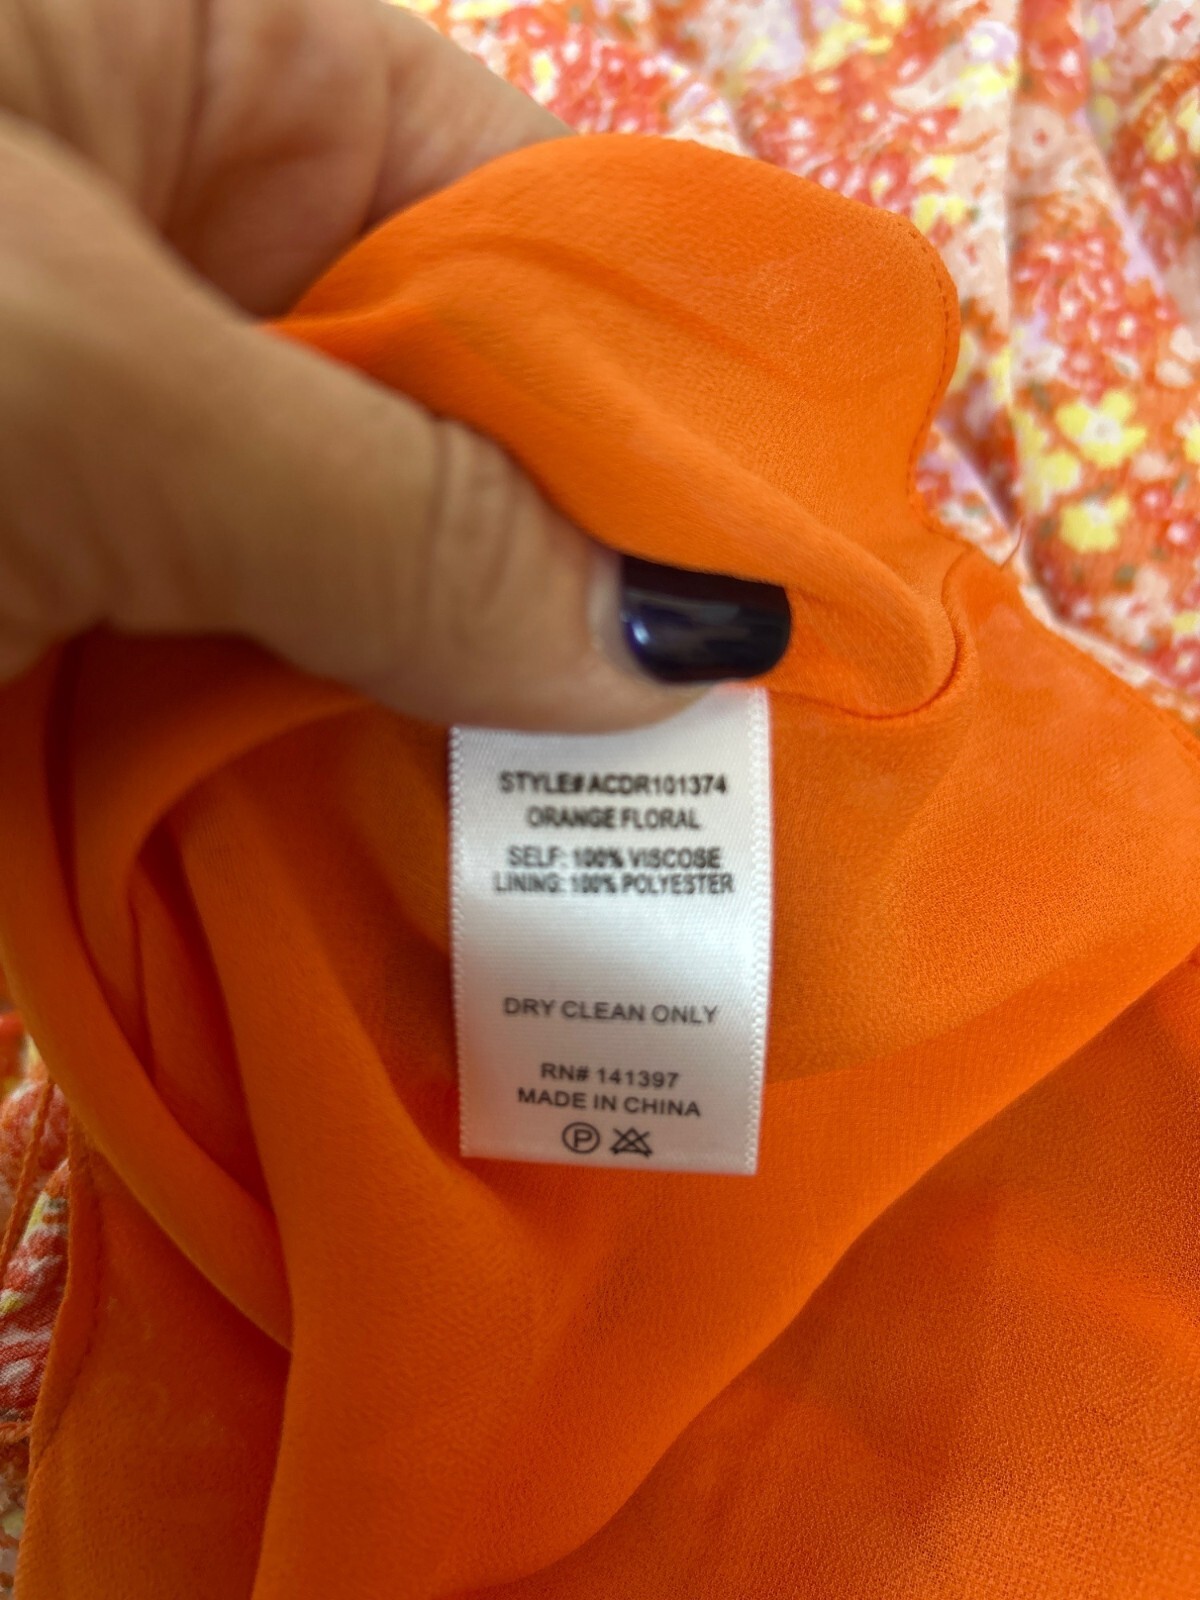 STYLE# ACDR101374
ORANGE FLORAL
SELF: 100% VISCOSE
LINING: 100% POLYESTER
DRY CLEAN ONLY
RN# 141397
MADE IN CHINA
P